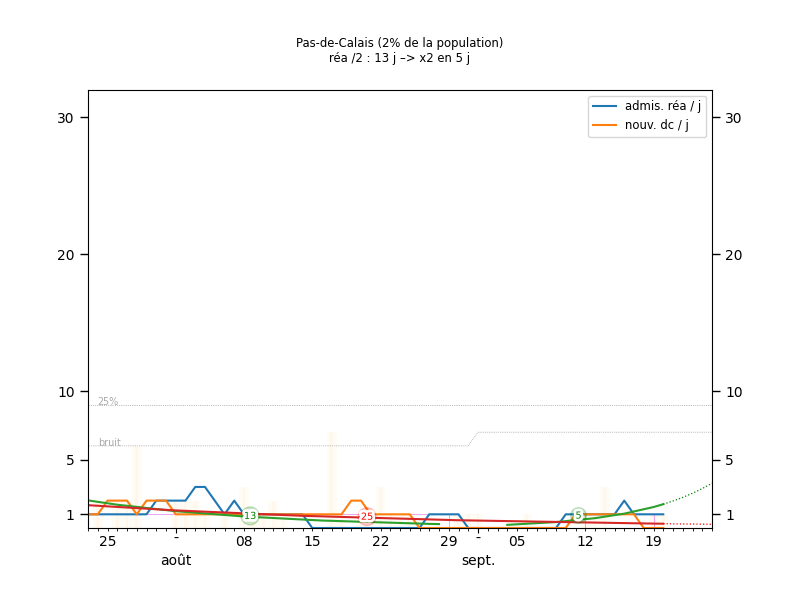 Pas-de-Calais (2% de la population)
réa /2 : 13 j –> x2 en 5 j
admis. réa / j
nouv. dc / j
30 30
20 20
10 10
5 5
1 1
25%
bruit
13 25 5
25 - 08 15 22 29 - 05 12 19
août sept.